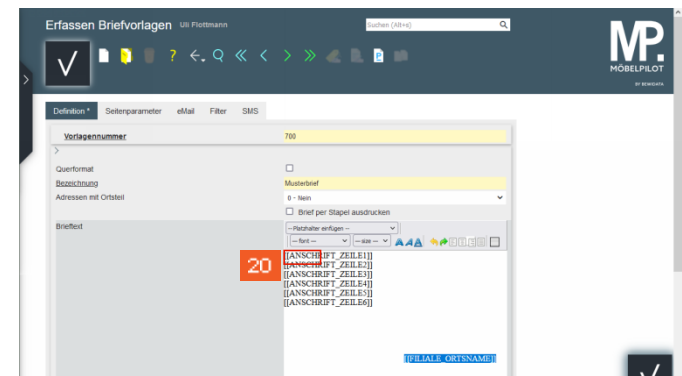 Erfassen Briefvorlagen Uli Flottmann
Suchen (Alt+s)
MP.
MÖBELPILOT
BY BEWIDATA
Definition * Seitenparameter eMail Filter SMS
Vorlagennummer 700
Querformat
Bezeichnung Musterbrief
Adressen mit Ortsteil 0 - Nein
Brief per Stapel ausdrucken
Brieftext -- Platzhalter einfügen --
-- font -- -- size --
20
[[ANSCHRIFT_ZEILE1]]
[[ANSCHRIFT_ZEILE2]]
[[ANSCHRIFT_ZEILE3]]
[[ANSCHRIFT_ZEILE4]]
[[ANSCHRIFT_ZEILE5]]
[[ANSCHRIFT_ZEILE6]]
[[FILIALE_ORTSNAME]]